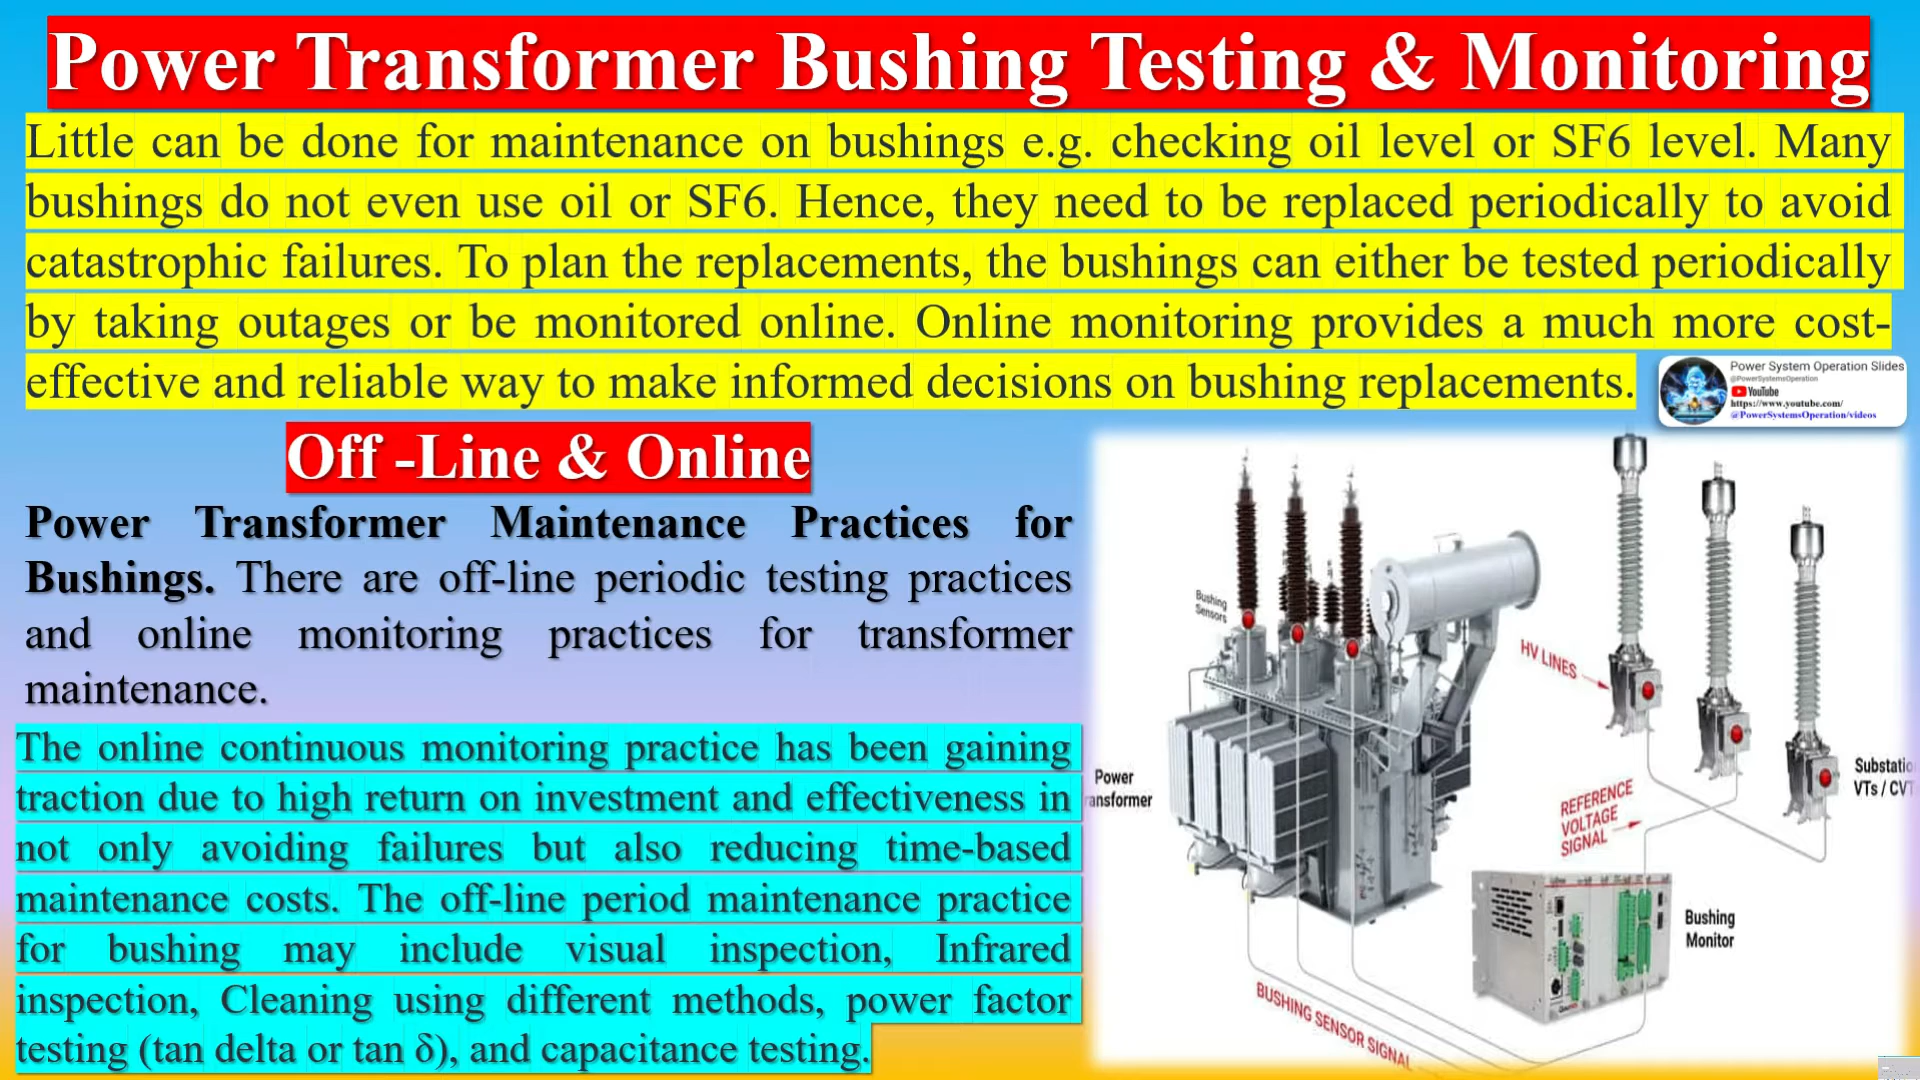 Power Transformer Bushing Testing & Monitoring
Little can be done for maintenance on bushings e.g. checking oil level or SF6 level. Many
bushings do not even use oil or SF6. Hence, they need to be replaced periodically to avoid
catastrophic failures. To plan the replacements, the bushings can either be tested periodically
by taking outages or be monitored online. Online monitoring provides a much more cost-
effective and reliable way to make informed decisions on bushing replacements.
Power System Operation Slides
@PowerSystemsOperation
YouTube
https://www.youtube.com/
@PowerSystemsOperation/videos
Off -Line & Online
Power Transformer Maintenance Practices for
Bushings. There are off-line periodic testing practices
and online monitoring practices for transformer
maintenance.
The online continuous monitoring practice has been gaining
traction due to high return on investment and effectiveness in
not only avoiding failures but also reducing time-based
maintenance costs. The off-line period maintenance practice
for bushing may include visual inspection, Infrared
inspection, Cleaning using different methods, power factor
testing (tan delta or tan δ), and capacitance testing.
Bushing
Sensors
HV LINES
Power
ansformer
Substatio
VTs / CVT
REFERENCE
VOLTAGE
SIGNAL
Bushing
Monitor
BUSHING SENSOR SIGNAL